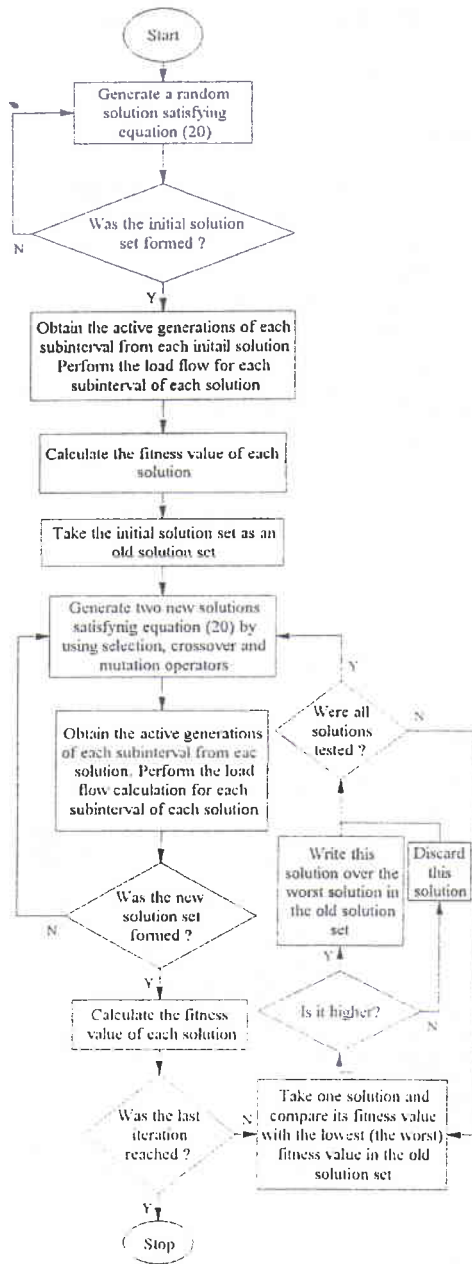 Start
Generate a random
solution satisfying
equation (20)
Was the initial solution
set formed ?
N
Y
Obtain the active generations of each
subinterval from each initail solution
Perform the load flow for each
subinterval of each solution
Calculate the fitness value of each
solution
Take the initial solution set as an
old solution set
Generate two new solutions
satisfynig equation (20) by
using selection, crossover and
mutation operators
Obtain the active generations
of each subinterval from eac
solution. Perform the load
flow calculation for each
subinterval of each solution
Was the new
solution set
formed ?
N
Y
Calculate the fitness
value of each solution
Was the last
iteration
reached ?
N
Y
Stop
Take one solution and
compare its fitness value
with the lowest (the worst)
fitness value in the old
solution set
Is it higher?
Y
N
Write this
solution over the
worst solution in
the old solution
set
Discard
this
solution
Were all
solutions
tested ?
Y
N